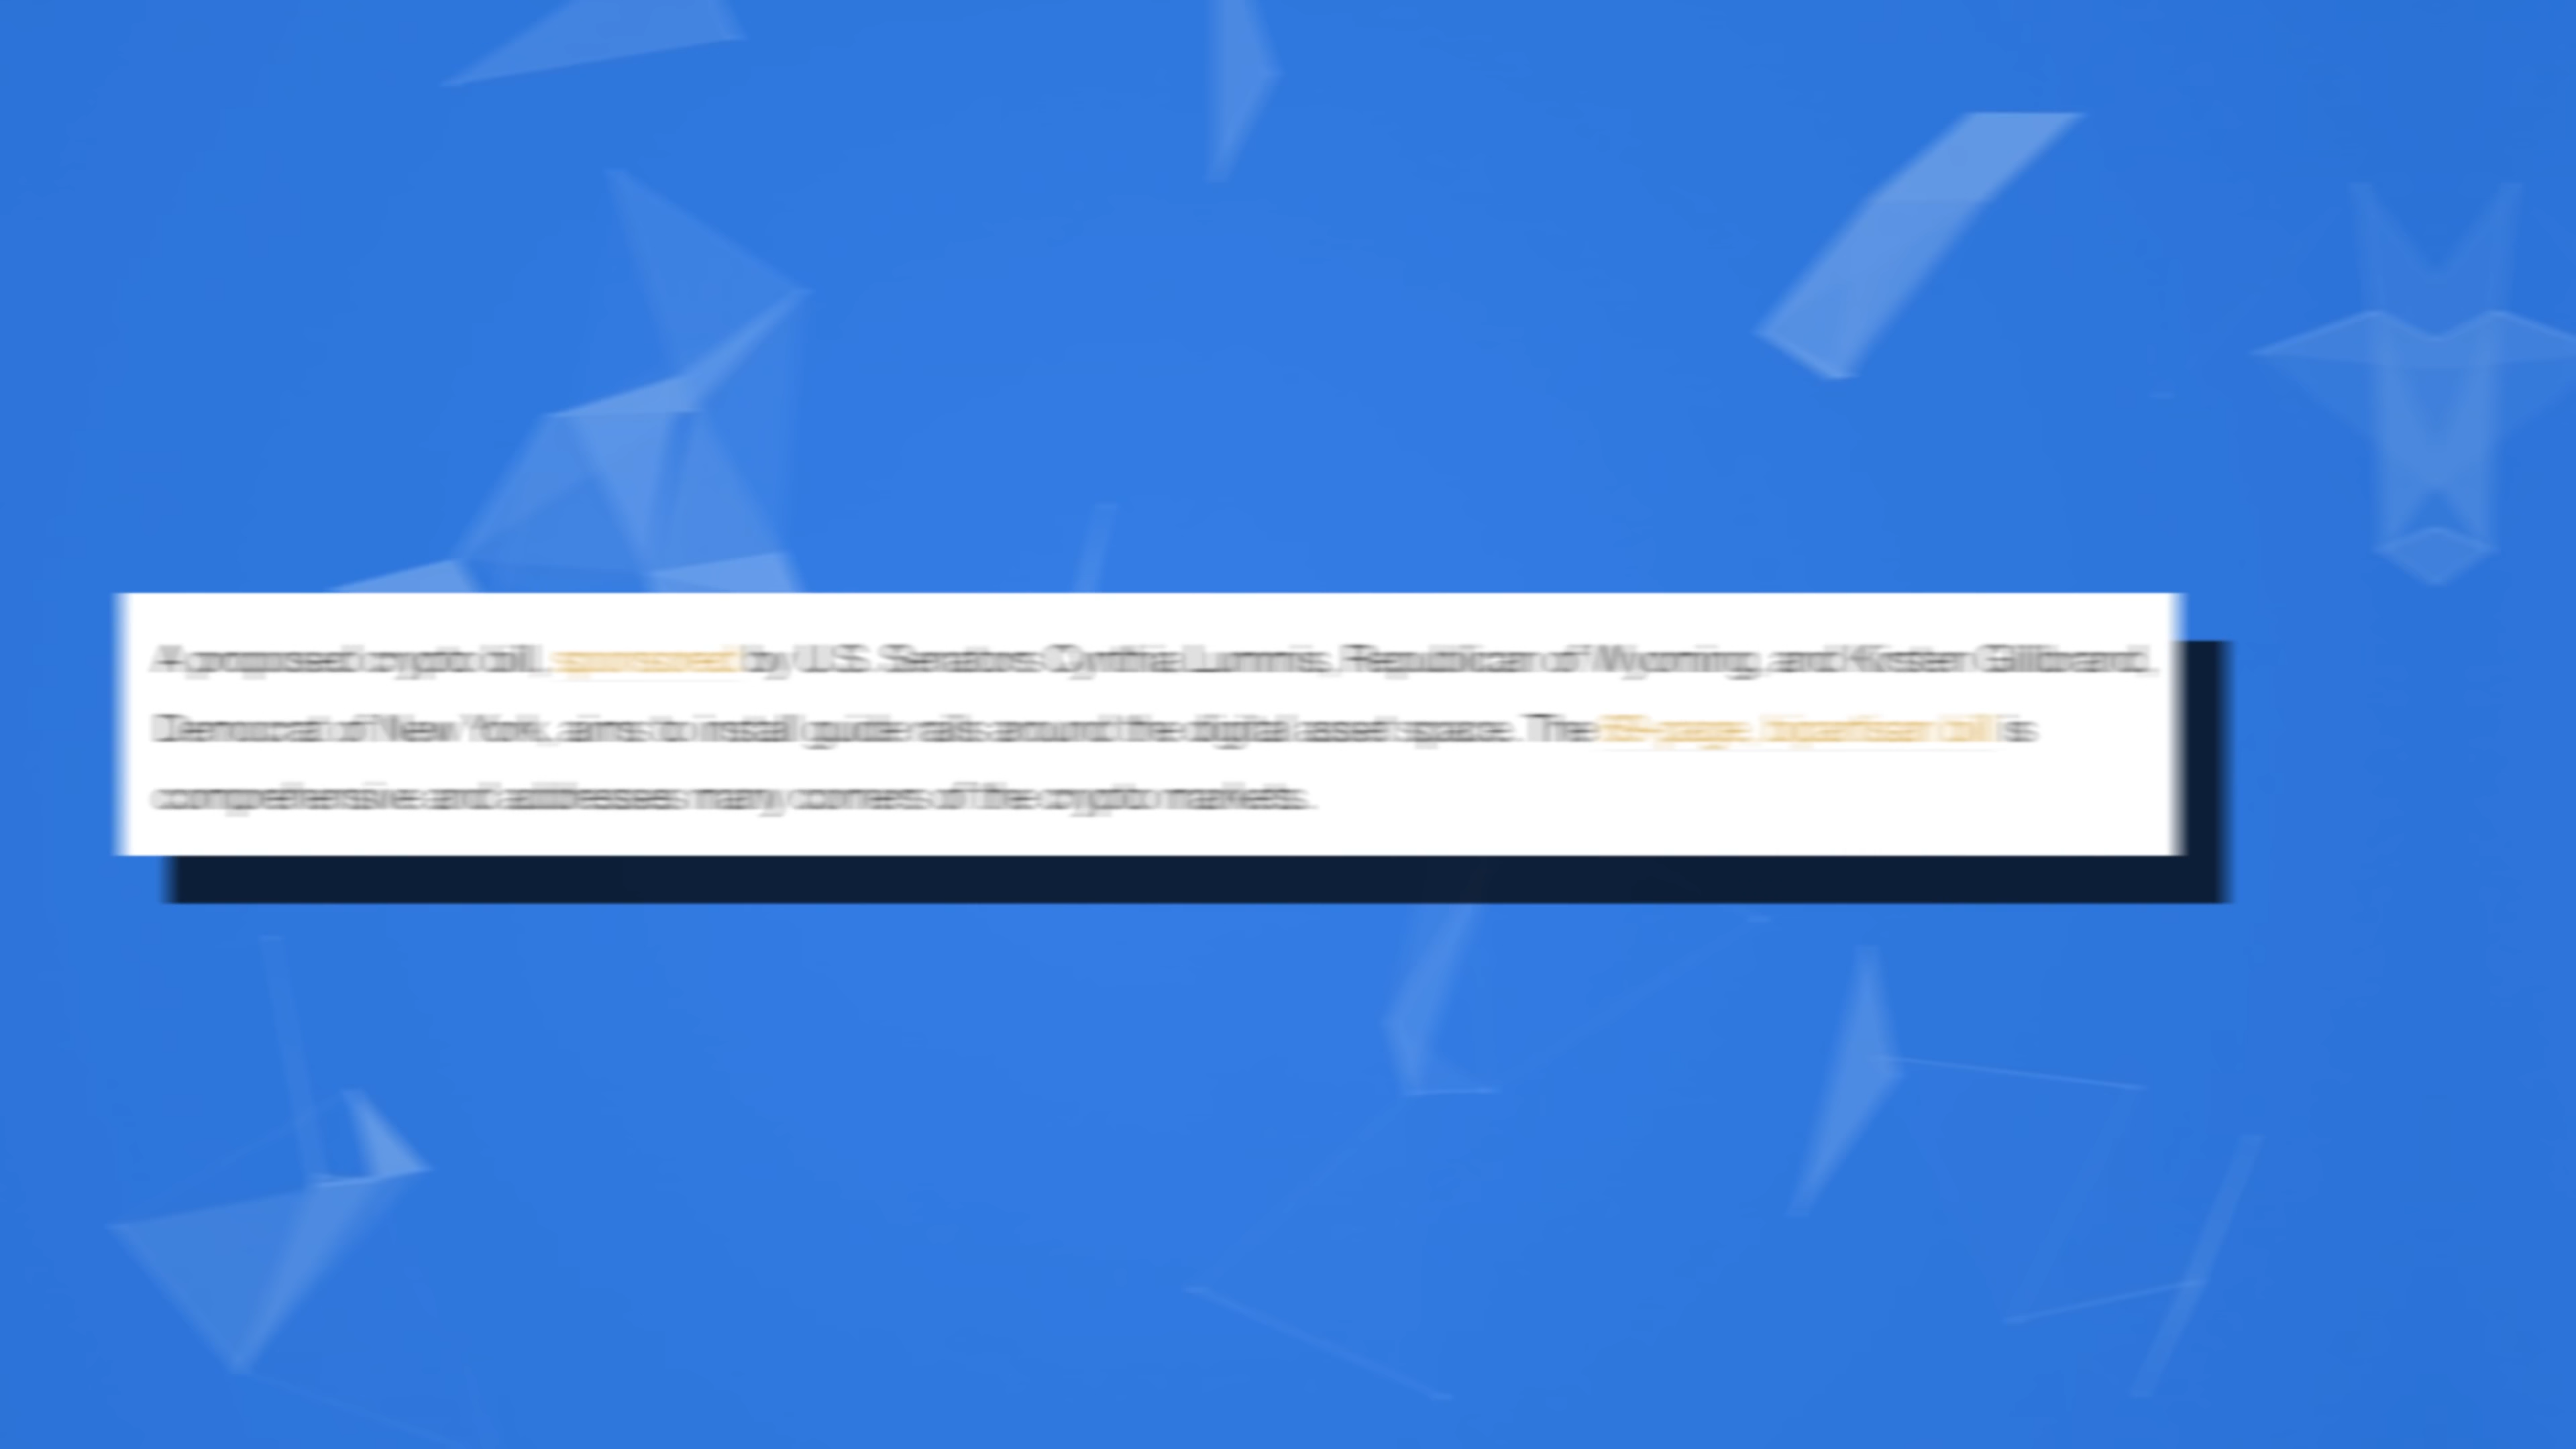 A proposed crypto bill, sponsored by U.S. Senators Cynthia Lummis, Republican of Wyoming, and Kirsten Gillibrand,
Democrat of New York, aims to install guide rails around the digital asset space. The bipartisan bill is
comprehensive and addresses many corners of the crypto markets.